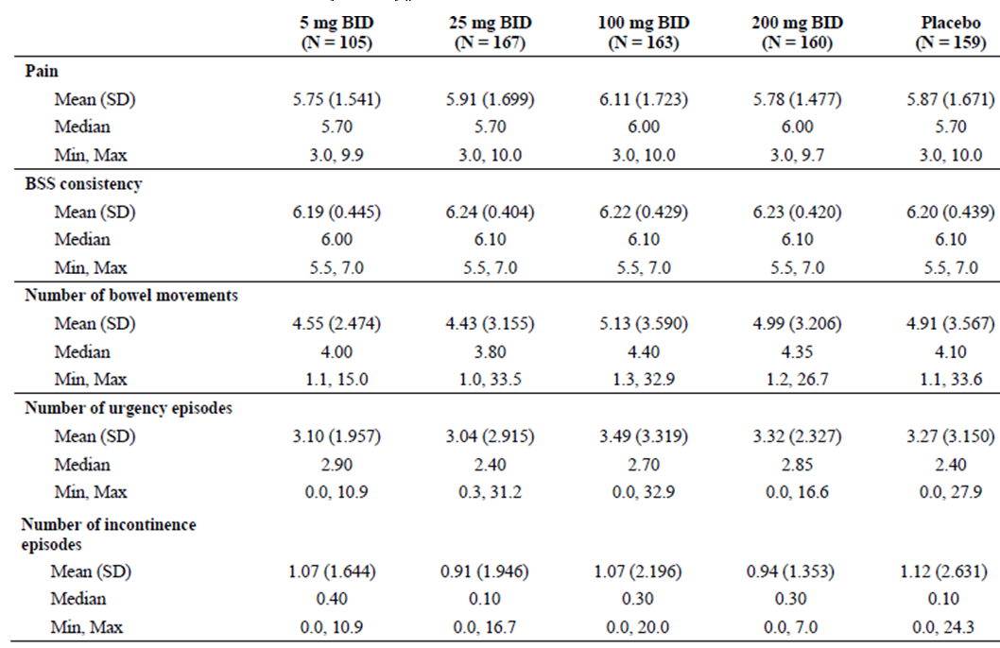 5 mg BID 25 mg BID 100 mg BID 200 mg BID Placebo
(N = 105) (N = 167) (N = 163) (N = 160) (N = 159)
Pain
Mean (SD) 5.75 (1.541) 5.91 (1.699) 6.11 (1.723) 5.78 (1.477) 5.87 (1.671)
Median 5.70 5.70 6.00 6.00 5.70
Min, Max 3.0, 9.9 3.0, 10.0 3.0, 10.0 3.0, 9.7 3.0, 10.0
BSS consistency
Mean (SD) 6.19 (0.445) 6.24 (0.404) 6.22 (0.429) 6.23 (0.420) 6.20 (0.439)
Median 6.00 6.10 6.10 6.10 6.10
Min, Max 5.5, 7.0 5.5, 7.0 5.5, 7.0 5.5, 7.0 5.5, 7.0
Number of bowel movements
Mean (SD) 4.55 (2.474) 4.43 (3.155) 5.13 (3.590) 4.99 (3.206) 4.91 (3.567)
Median 4.00 3.80 4.40 4.35 4.10
Min, Max 1.1, 15.0 1.0, 33.5 1.3, 32.9 1.2, 26.7 1.1, 33.6
Number of urgency episodes
Mean (SD) 3.10 (1.957) 3.04 (2.915) 3.49 (3.319) 3.32 (2.327) 3.27 (3.150)
Median 2.90 2.40 2.70 2.85 2.40
Min, Max 0.0, 10.9 0.3, 31.2 0.0, 32.9 0.0, 16.6 0.0, 27.9
Number of incontinence
episodes
Mean (SD) 1.07 (1.644) 0.91 (1.946) 1.07 (2.196) 0.94 (1.353) 1.12 (2.631)
Median 0.40 0.10 0.30 0.30 0.10
Min, Max 0.0, 10.9 0.0, 16.7 0.0, 20.0 0.0, 7.0 0.0, 24.3